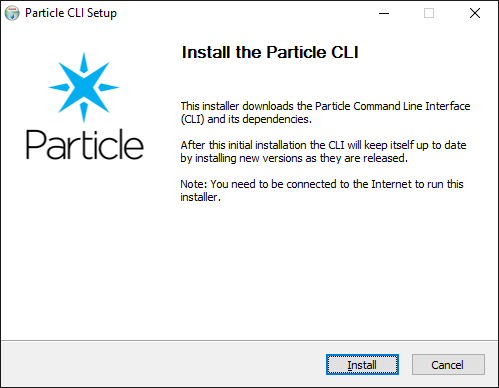 Particle CLI Setup
Install the Particle CLI
Particle
This installer downloads the Particle Command Line Interface
(CLI) and its dependencies.
After this initial installation the CLI will keep itself up to date
by installing new versions as they are released.
Note: You need to be connected to the Internet to run this
installer.
Install
Cancel